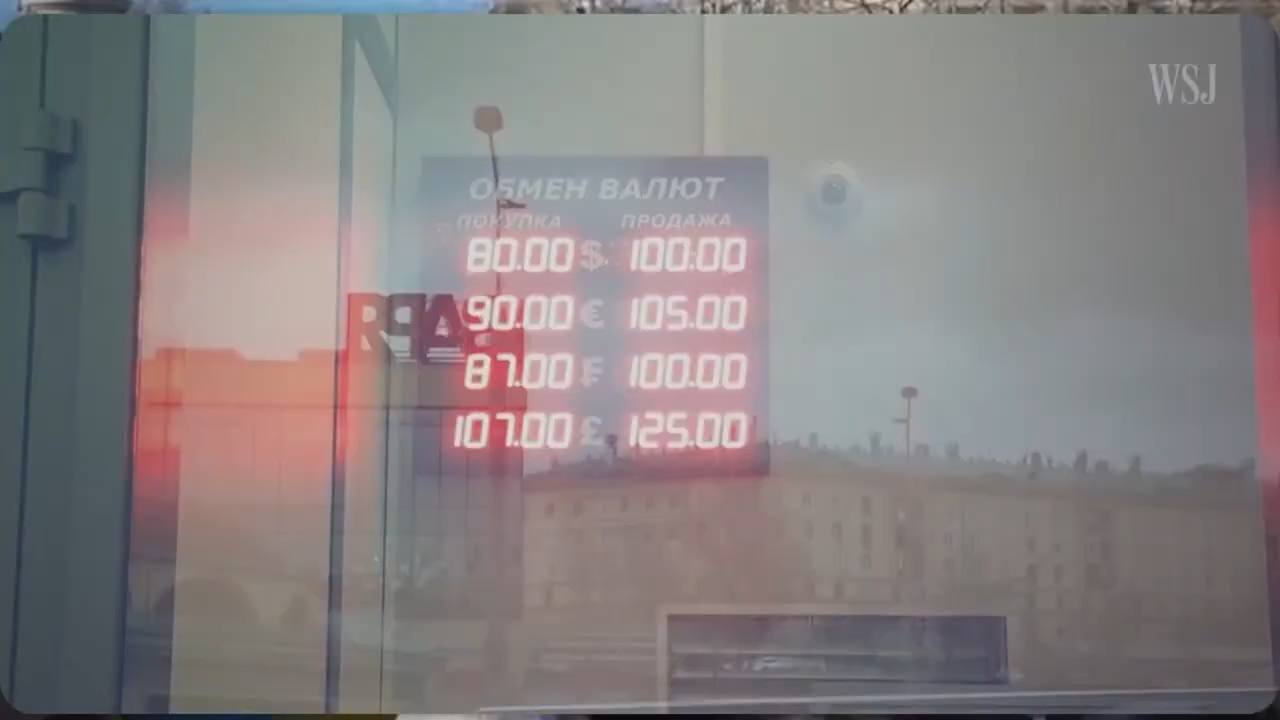 WSJ
ОБМЕН ВАЛЮТ
ПОКУПКА ПРОДАЖА
80.00 $ 100.00
90.00 € 105.00
87.00 ₣ 100.00
107.00 £ 125.00